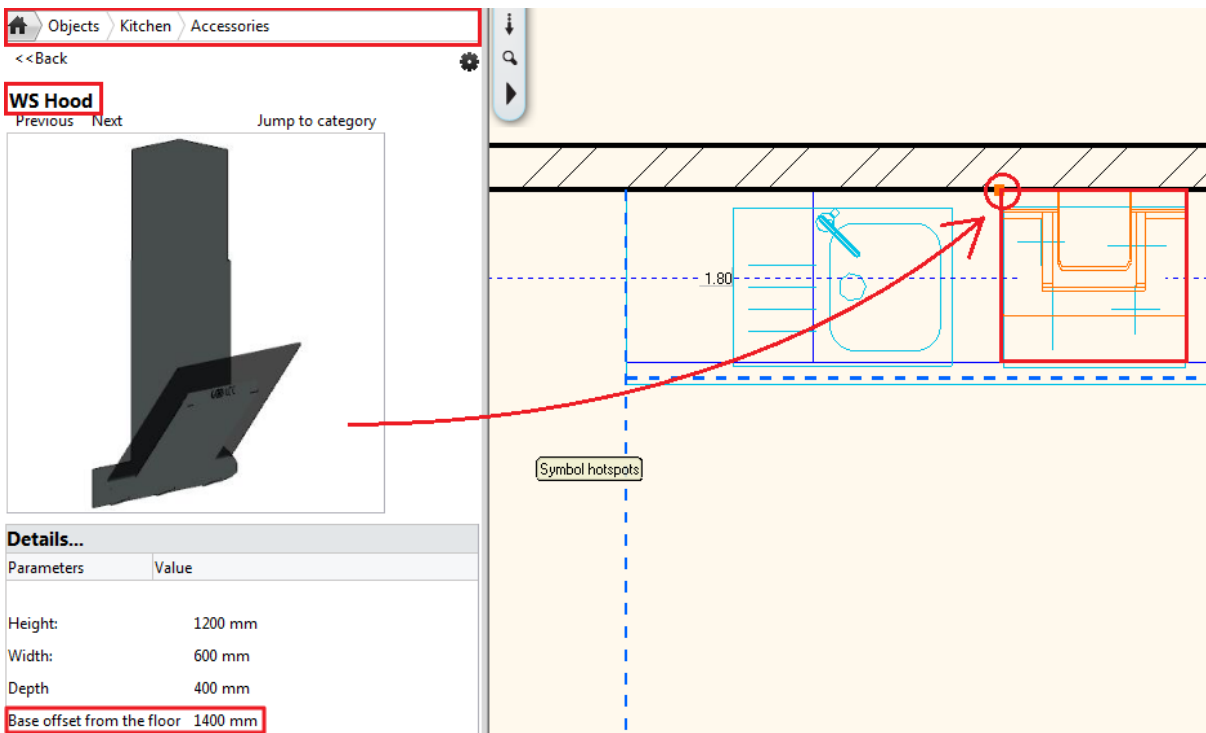 Objects Kitchen Accessories
<<Back
WS Hood
Previous Next Jump to category
1.80
Symbol hotspots
Details...
Parameters Value
Height: 1200 mm
Width: 600 mm
Depth 400 mm
Base offset from the floor 1400 mm